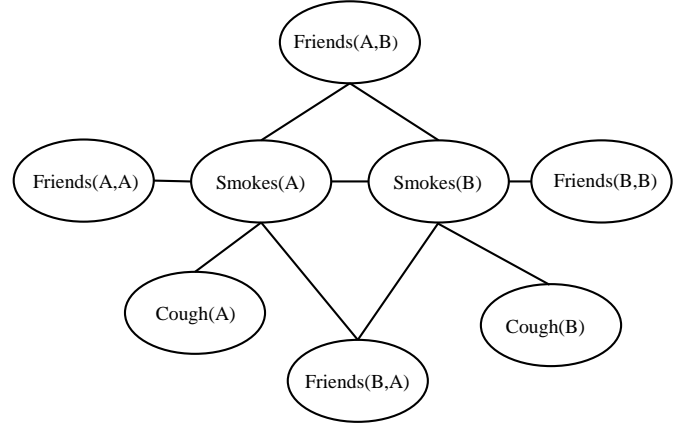 Friends(A,B)
Friends(A,A)
Smokes(A)
Smokes(B)
Friends(B,B)
Cough(A)
Cough(B)
Friends(B,A)